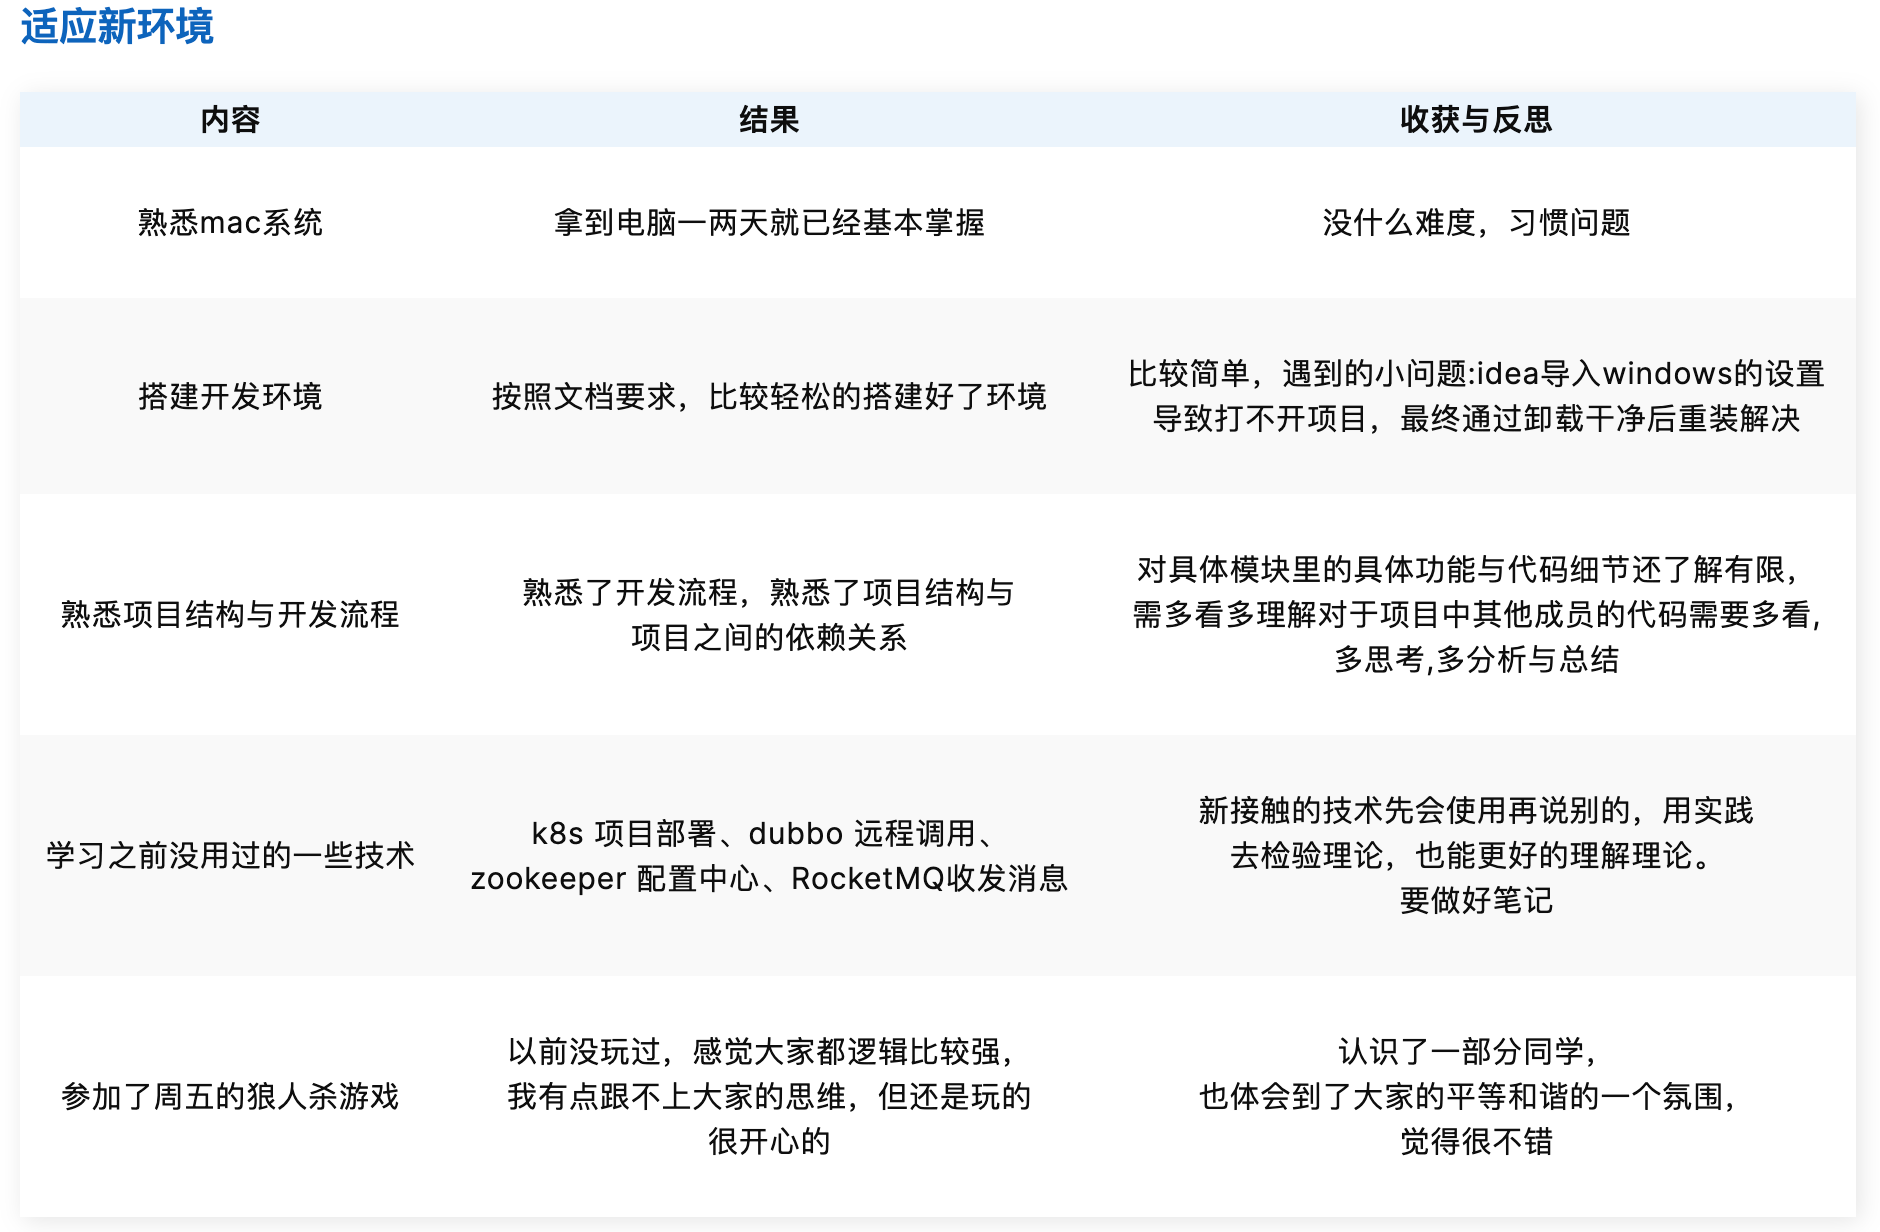 适应新环境
内容 结果 收获与反思
熟悉mac系统 拿到电脑一两天就已经基本掌握 没什么难度，习惯问题
搭建开发环境 按照文档要求，比较轻松的搭建好了环境
比较简单，遇到的小问题:idea导入windows的设置
导致打不开项目，最终通过卸载干净后重装解决
熟悉项目结构与开发流程
熟悉了开发流程，熟悉了项目结构与
项目之间的依赖关系
对具体模块里的具体功能与代码细节还了解有限，
需多看多理解对于项目中其他成员的代码需要多看,
多思考,多分析与总结
学习之前没用过的一些技术
k8s 项目部署、dubbo 远程调用、
zookeeper 配置中心、RocketMQ收发消息
新接触的技术先会使用再说别的，用实践
去检验理论，也能更好的理解理论。
要做好笔记
参加了周五的狼人杀游戏
以前没玩过，感觉大家都逻辑比较强，
我有点跟不上大家的思维，但还是玩的
很开心的
认识了一部分同学，
也体会到了大家的平等和谐的一个氛围，
觉得很不错